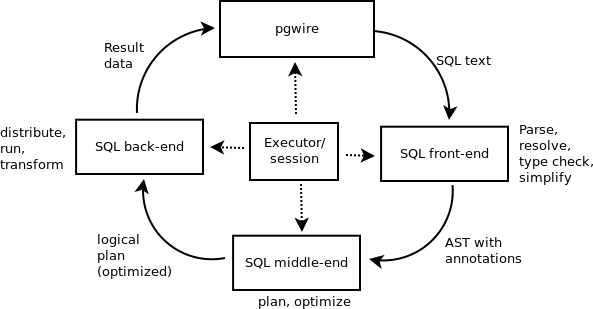 pgwire
Result
data
SQL text
distribute,
run,
transform
SQL back-end
Executor/
session
SQL front-end
Parse,
resolve,
type check,
simplify
logical
plan
(optimized)
AST with
annotations
SQL middle-end
plan, optimize